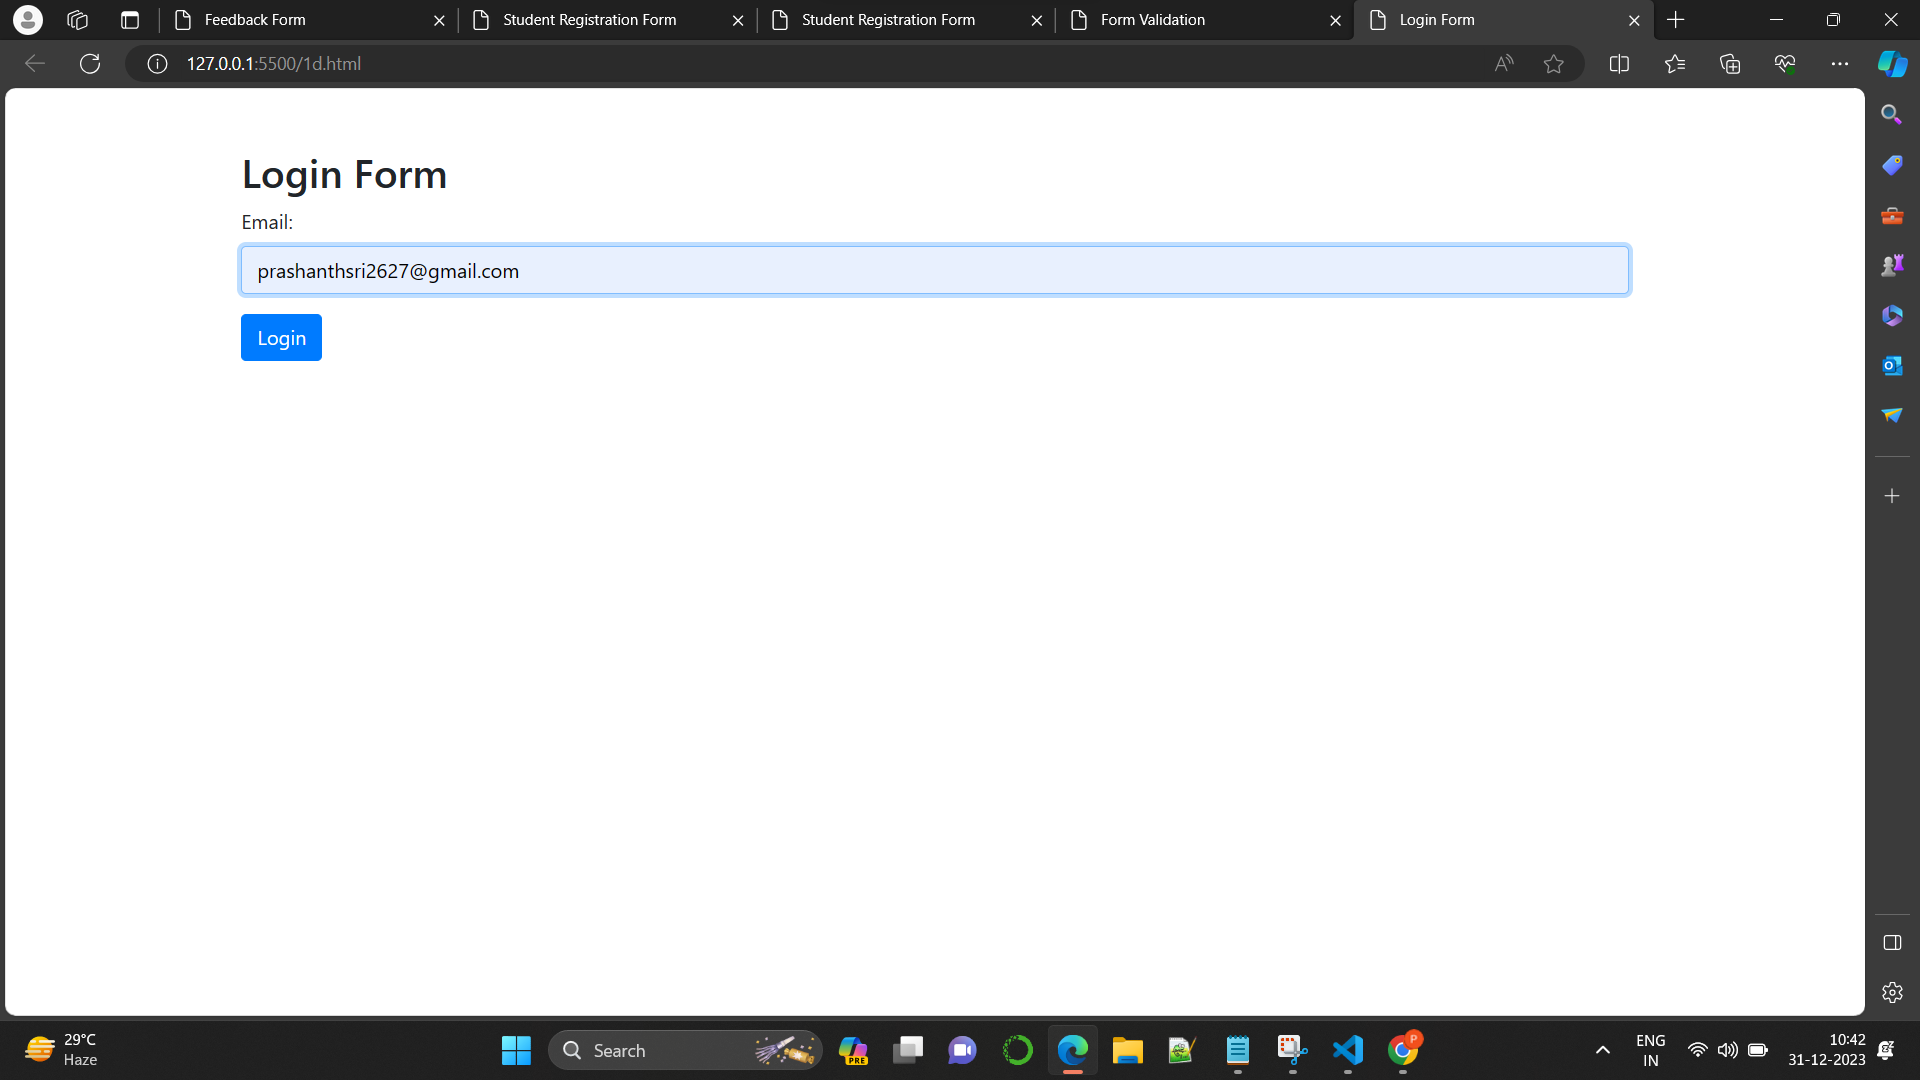 Feedback Form
Student Registration Form
Student Registration Form
Form Validation
Login Form
127.0.0.1:5500/1d.html
Login Form
Email:
prashanthsri2627@gmail.com
Login
29°C
Haze
Search
PRE
P
ENG
IN
10:42
31-12-2023